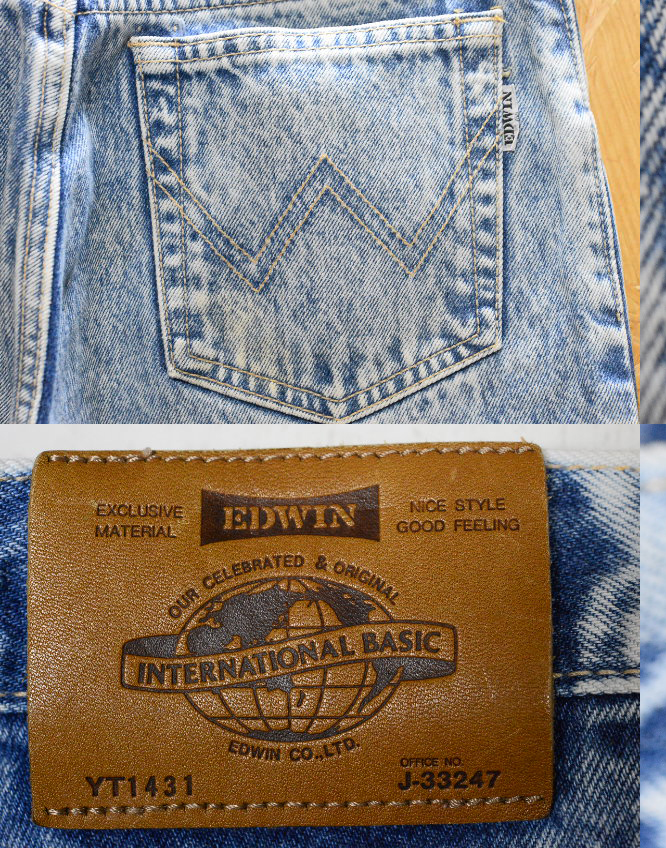 EDWIN
EXCLUSIVE
MATERIAL
EDWIN
NICE STYLE
GOOD FEELING
OUR CELEBRATED & ORIGINAL
INTERNATIONAL BASIC
EDWIN CO.,LTD.
YT1431
OFFICE NO.
J-33247